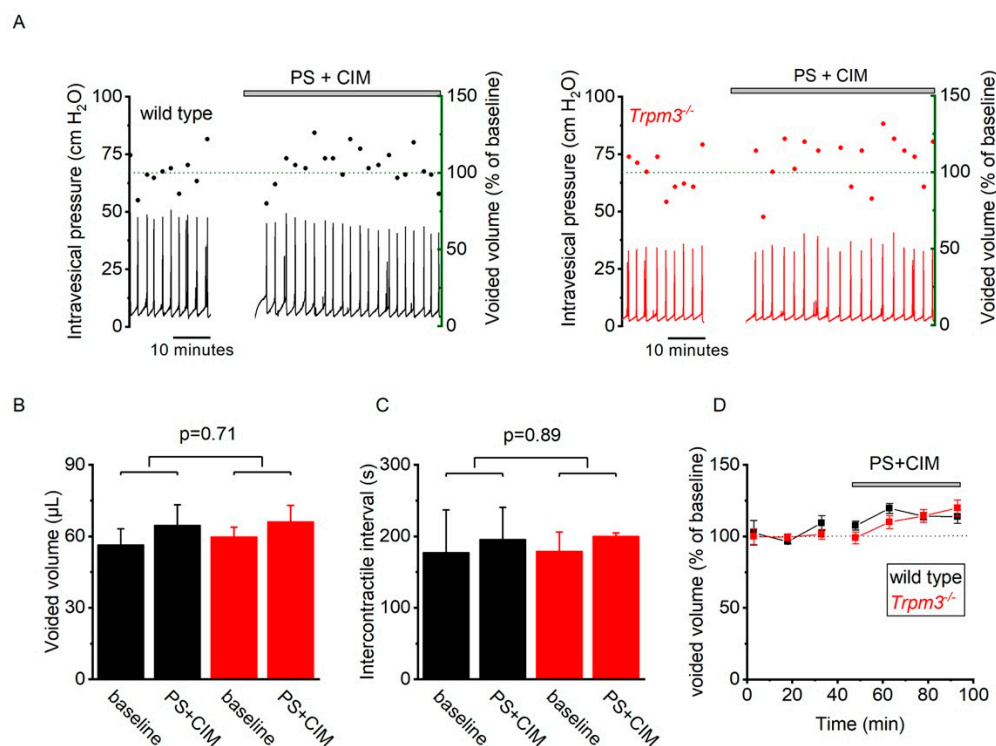 A
PS + CIM
wild type
Intravesical pressure (cm H₂O)
100
75
50
25
0
150
100
50
0
Voided volume (% of baseline)
10 minutes
PS + CIM
Trpm3-/-
Intravesical pressure (cm H₂O)
100
75
50
25
0
150
100
50
0
Voided volume (% of baseline)
10 minutes
B
p=0.71
Voided volume (µL)
90
60
30
0
baseline
PS+CIM
baseline
PS+CIM
C
p=0.89
Intercontractile interval (s)
300
200
100
0
baseline
PS+CIM
baseline
PS+CIM
D
PS+CIM
voided volume (% of baseline)
150
100
50
0
wild type
Trpm3-/-
0 20 40 60 80 100
Time (min)